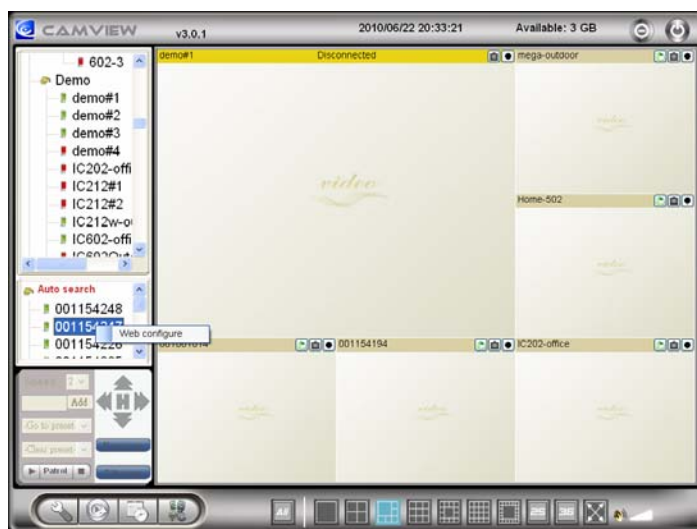 CAMVIEW v3.0.1 2010/06/22 20:33:21 Available: 3 GB
602-3
Demo
demo#1
demo#2
demo#3
demo#4
IC202-offi
IC212#1
IC212#2
IC212w-o
IC602-offi
demo#1 Disconnected
mega-outdoor
video
Home-502
Auto search
001154248
Web configure
001154226
001154194
IC202-office
Add
Go to preset
Clear preset
Patrol
All
25
36